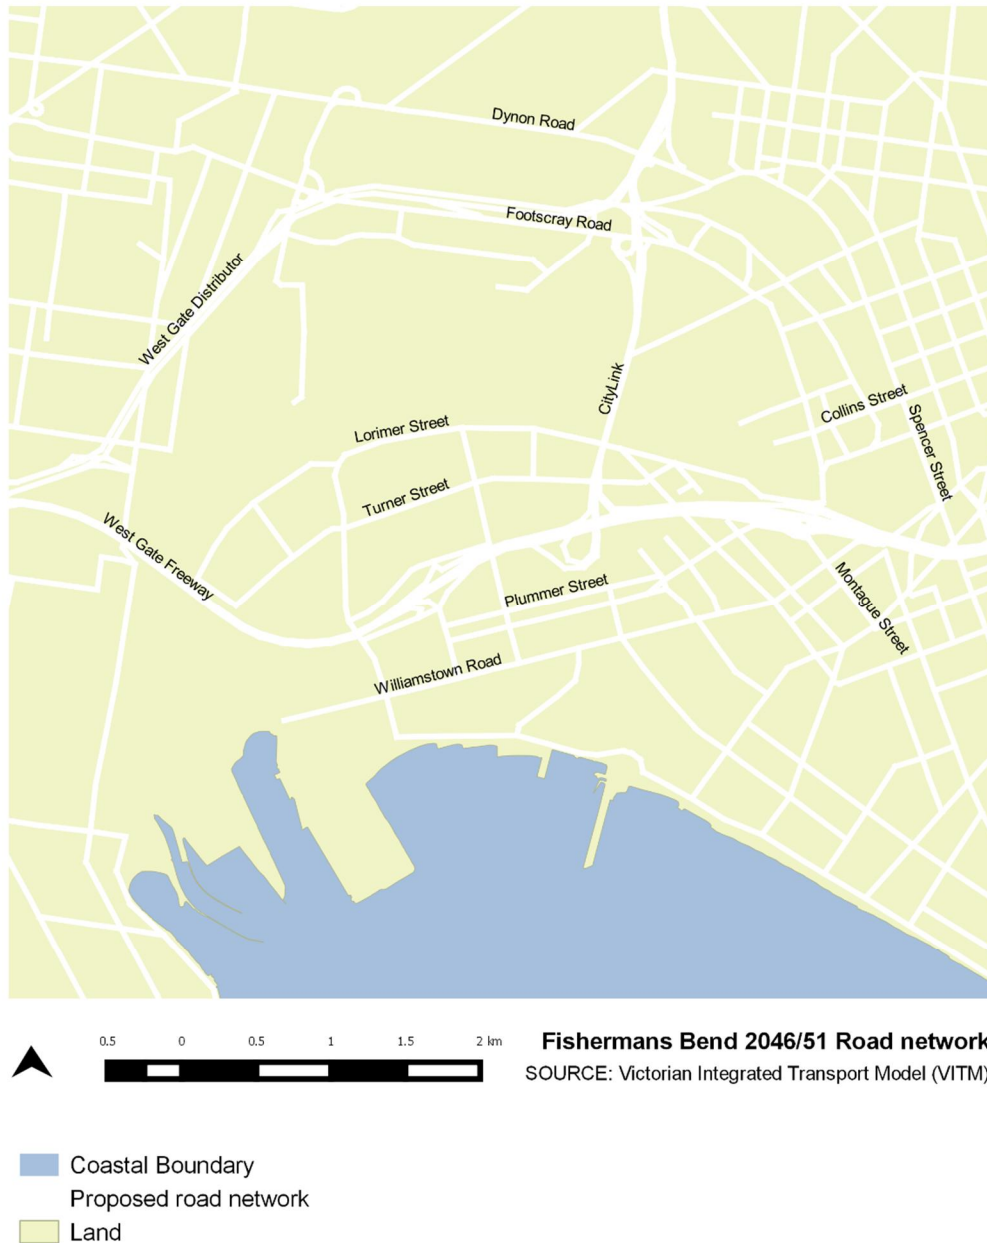 Dynon Road
Footscray Road
West Gate Distributor
CityLink
Collins Street
Spencer Street
Lorimer Street
Turner Street
West Gate Freeway
Plummer Street
Montague Street
Williamstown Road
0.5 0 0.5 1 1.5 2 km
Fishermans Bend 2046/51 Road network
SOURCE: Victorian Integrated Transport Model (VITM)
Coastal Boundary
Proposed road network
Land